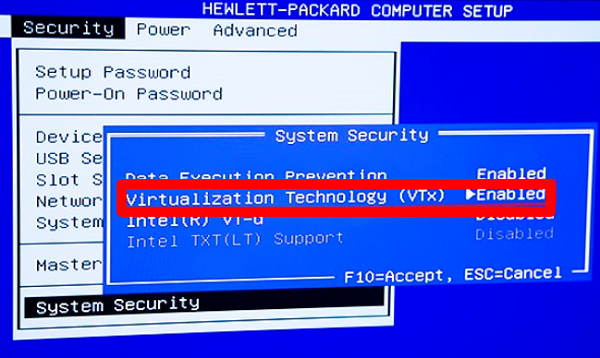 HEWLETT-PACKARD COMPUTER SETUP
Security Power Advanced
Setup Password
Power-On Password
Device
USB Se
Slot S
Networ
System
Master
System Security
System Security
Data Execution Prevention Enabled
Virtualization Technology (VTx) ▶Enabled
Intel(R) VT-d Disabled
Intel TXT(LT) Support Disabled
F10=Accept, ESC=Cancel